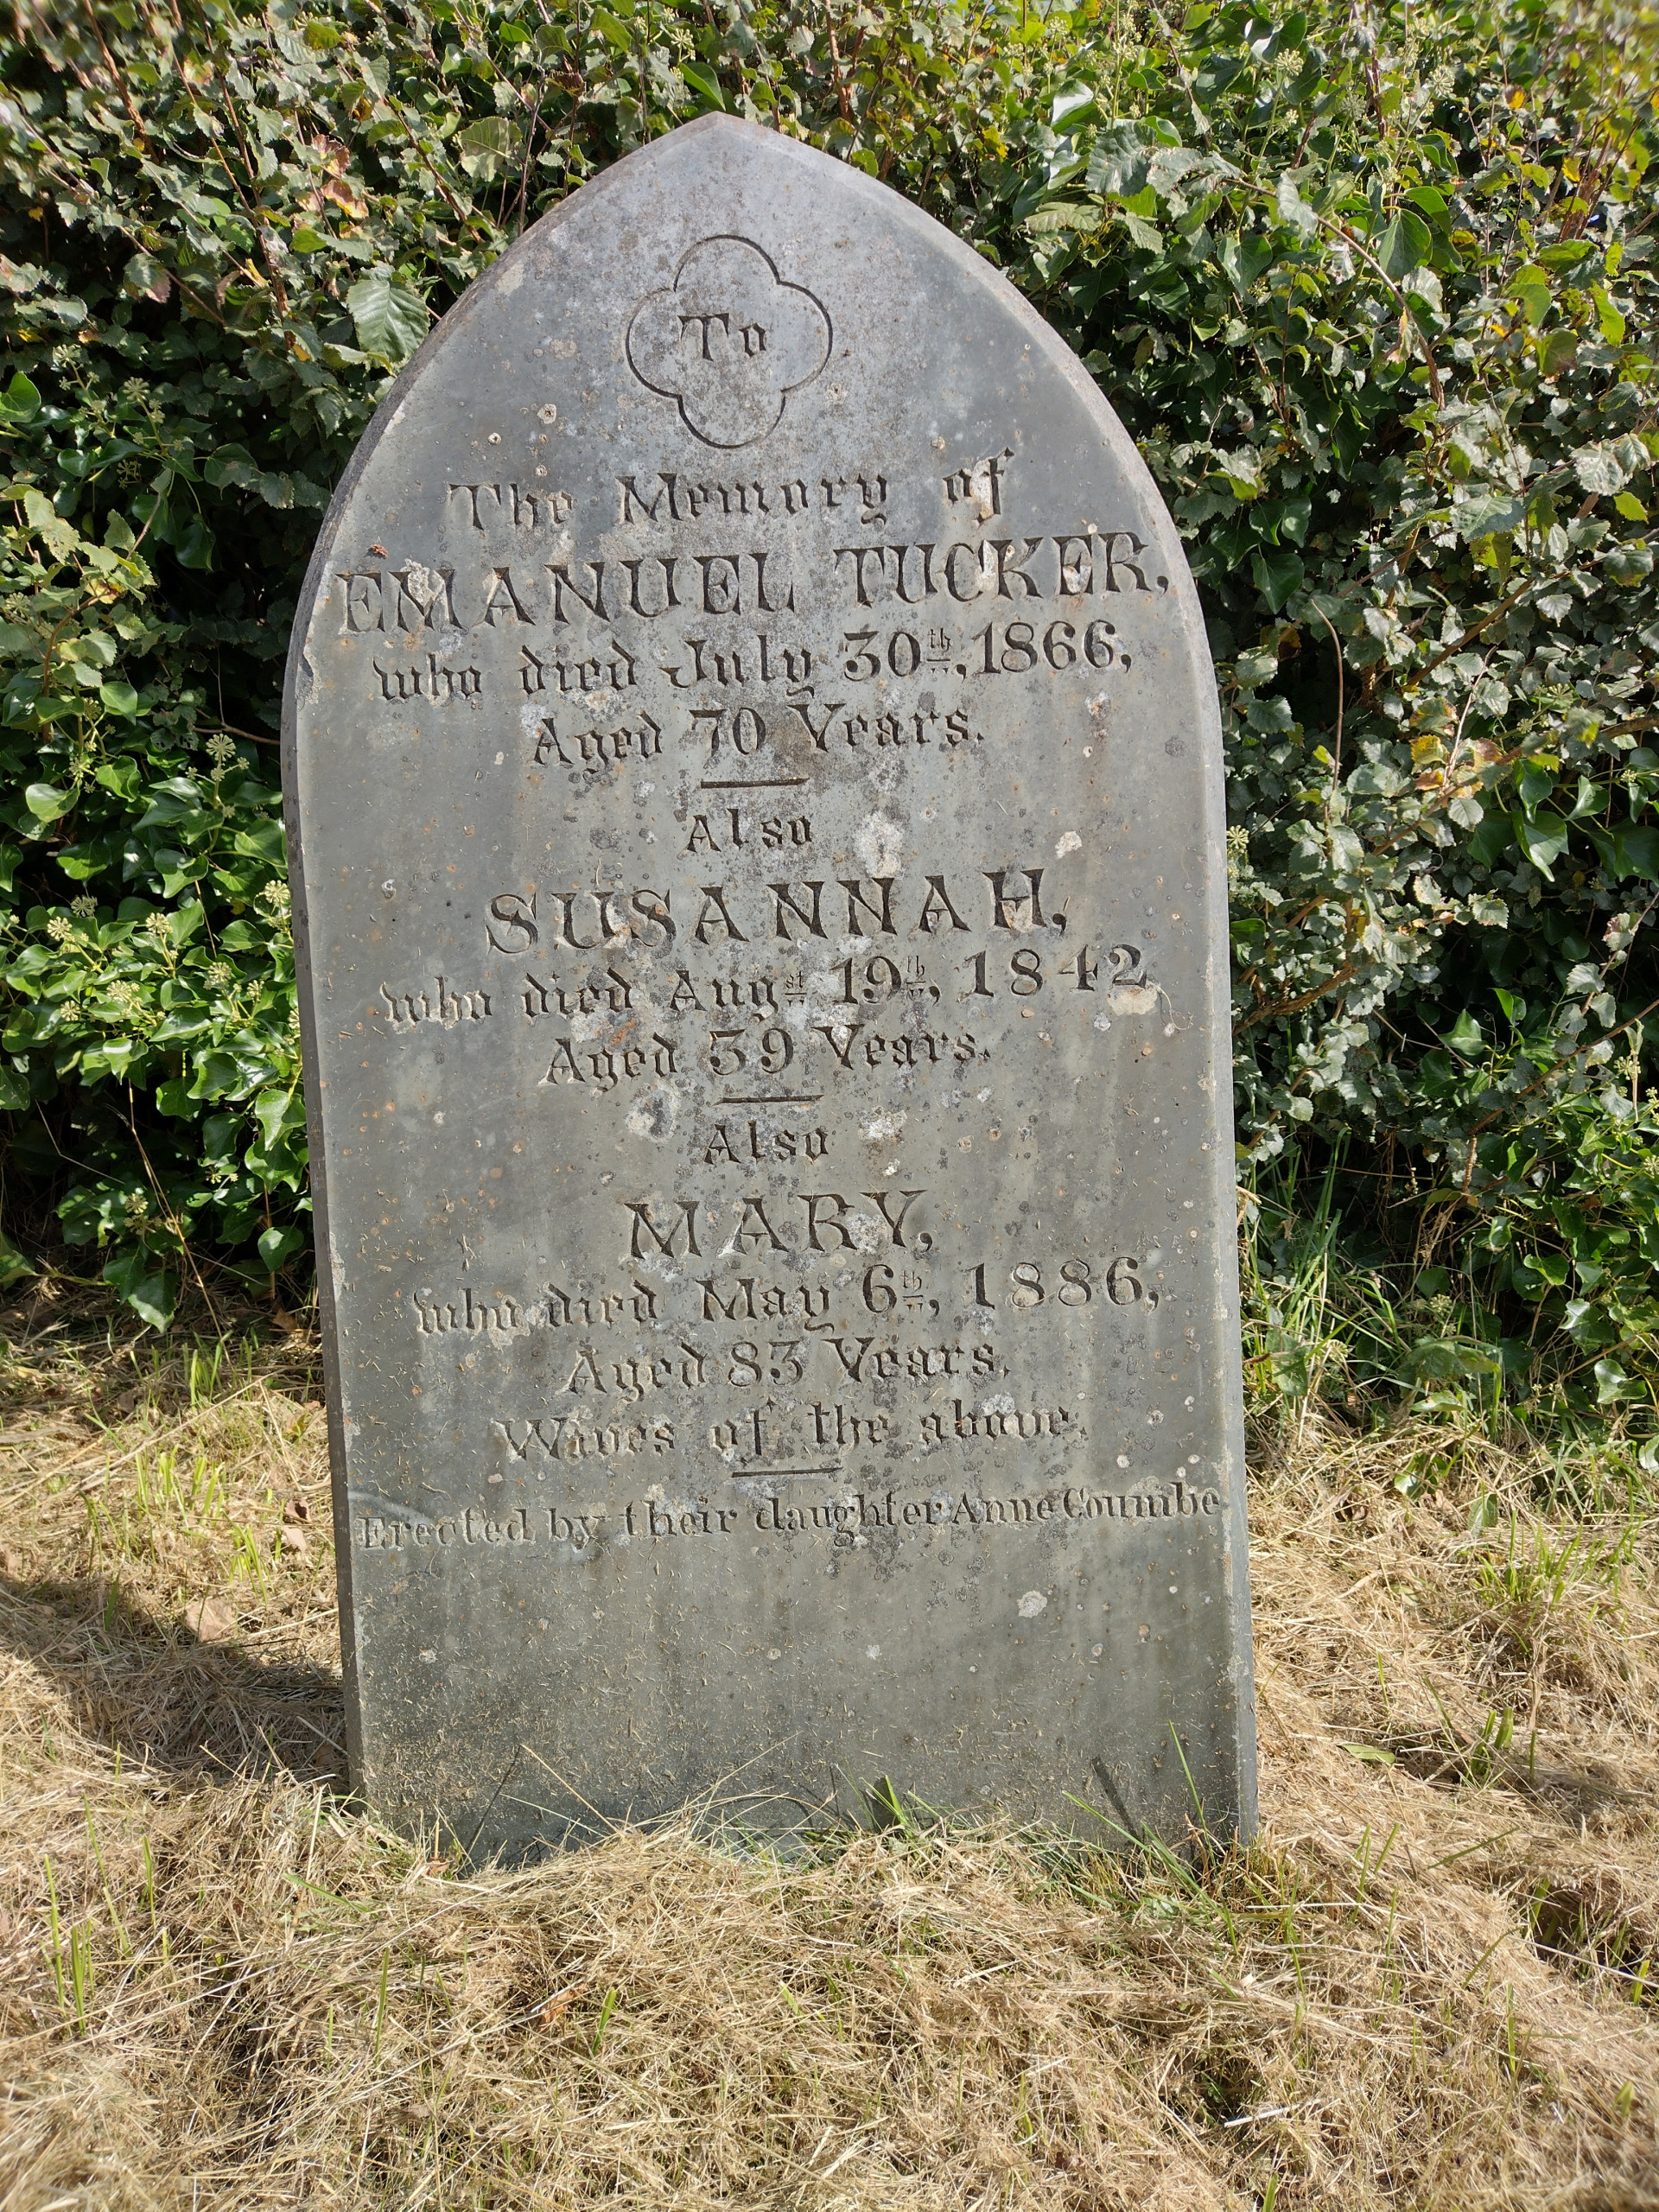 To
The Memory of
EMANUEL TUCKER,
who died July 30th, 1866,
Aged 70 Years.
Also
SUSANNAH,
who died Augst 19th, 1842
Aged 39 Years.
Also
MARY,
who died May 6th, 1886,
Aged 83 Years.
Wives of the above.
Erected by their daughter Anne Coumbe